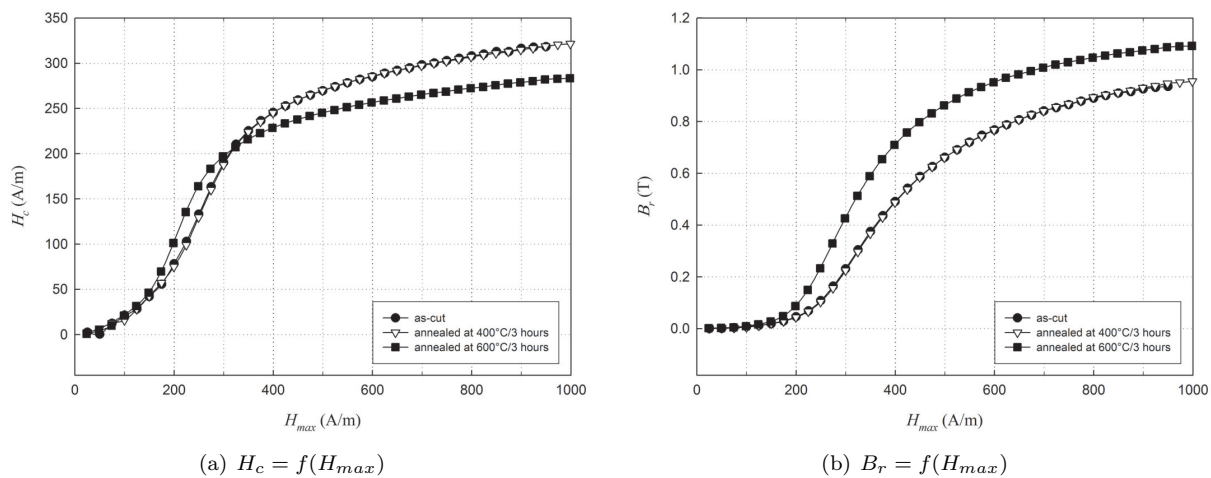 350
300
250
200
150
100
50
0
H_c (A/m)
0 200 400 600 800 1000
H_max (A/m)
as-cut
annealed at 400°C/3 hours
annealed at 600°C/3 hours
(a) H_c = f(H_max)
1.2
1.0
0.8
0.6
0.4
0.2
0.0
B_r (T)
0 200 400 600 800 1000
H_max (A/m)
as-cut
annealed at 400°C/3 hours
annealed at 600°C/3 hours
(b) B_r = f(H_max)